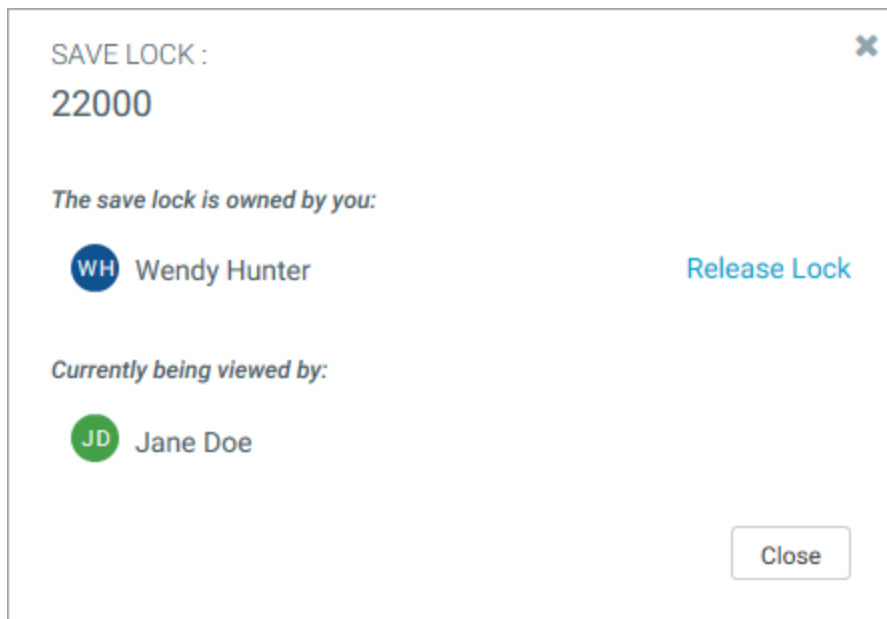 SAVE LOCK :
22000
The save lock is owned by you:
WH Wendy Hunter Release Lock
Currently being viewed by:
JD Jane Doe
Close